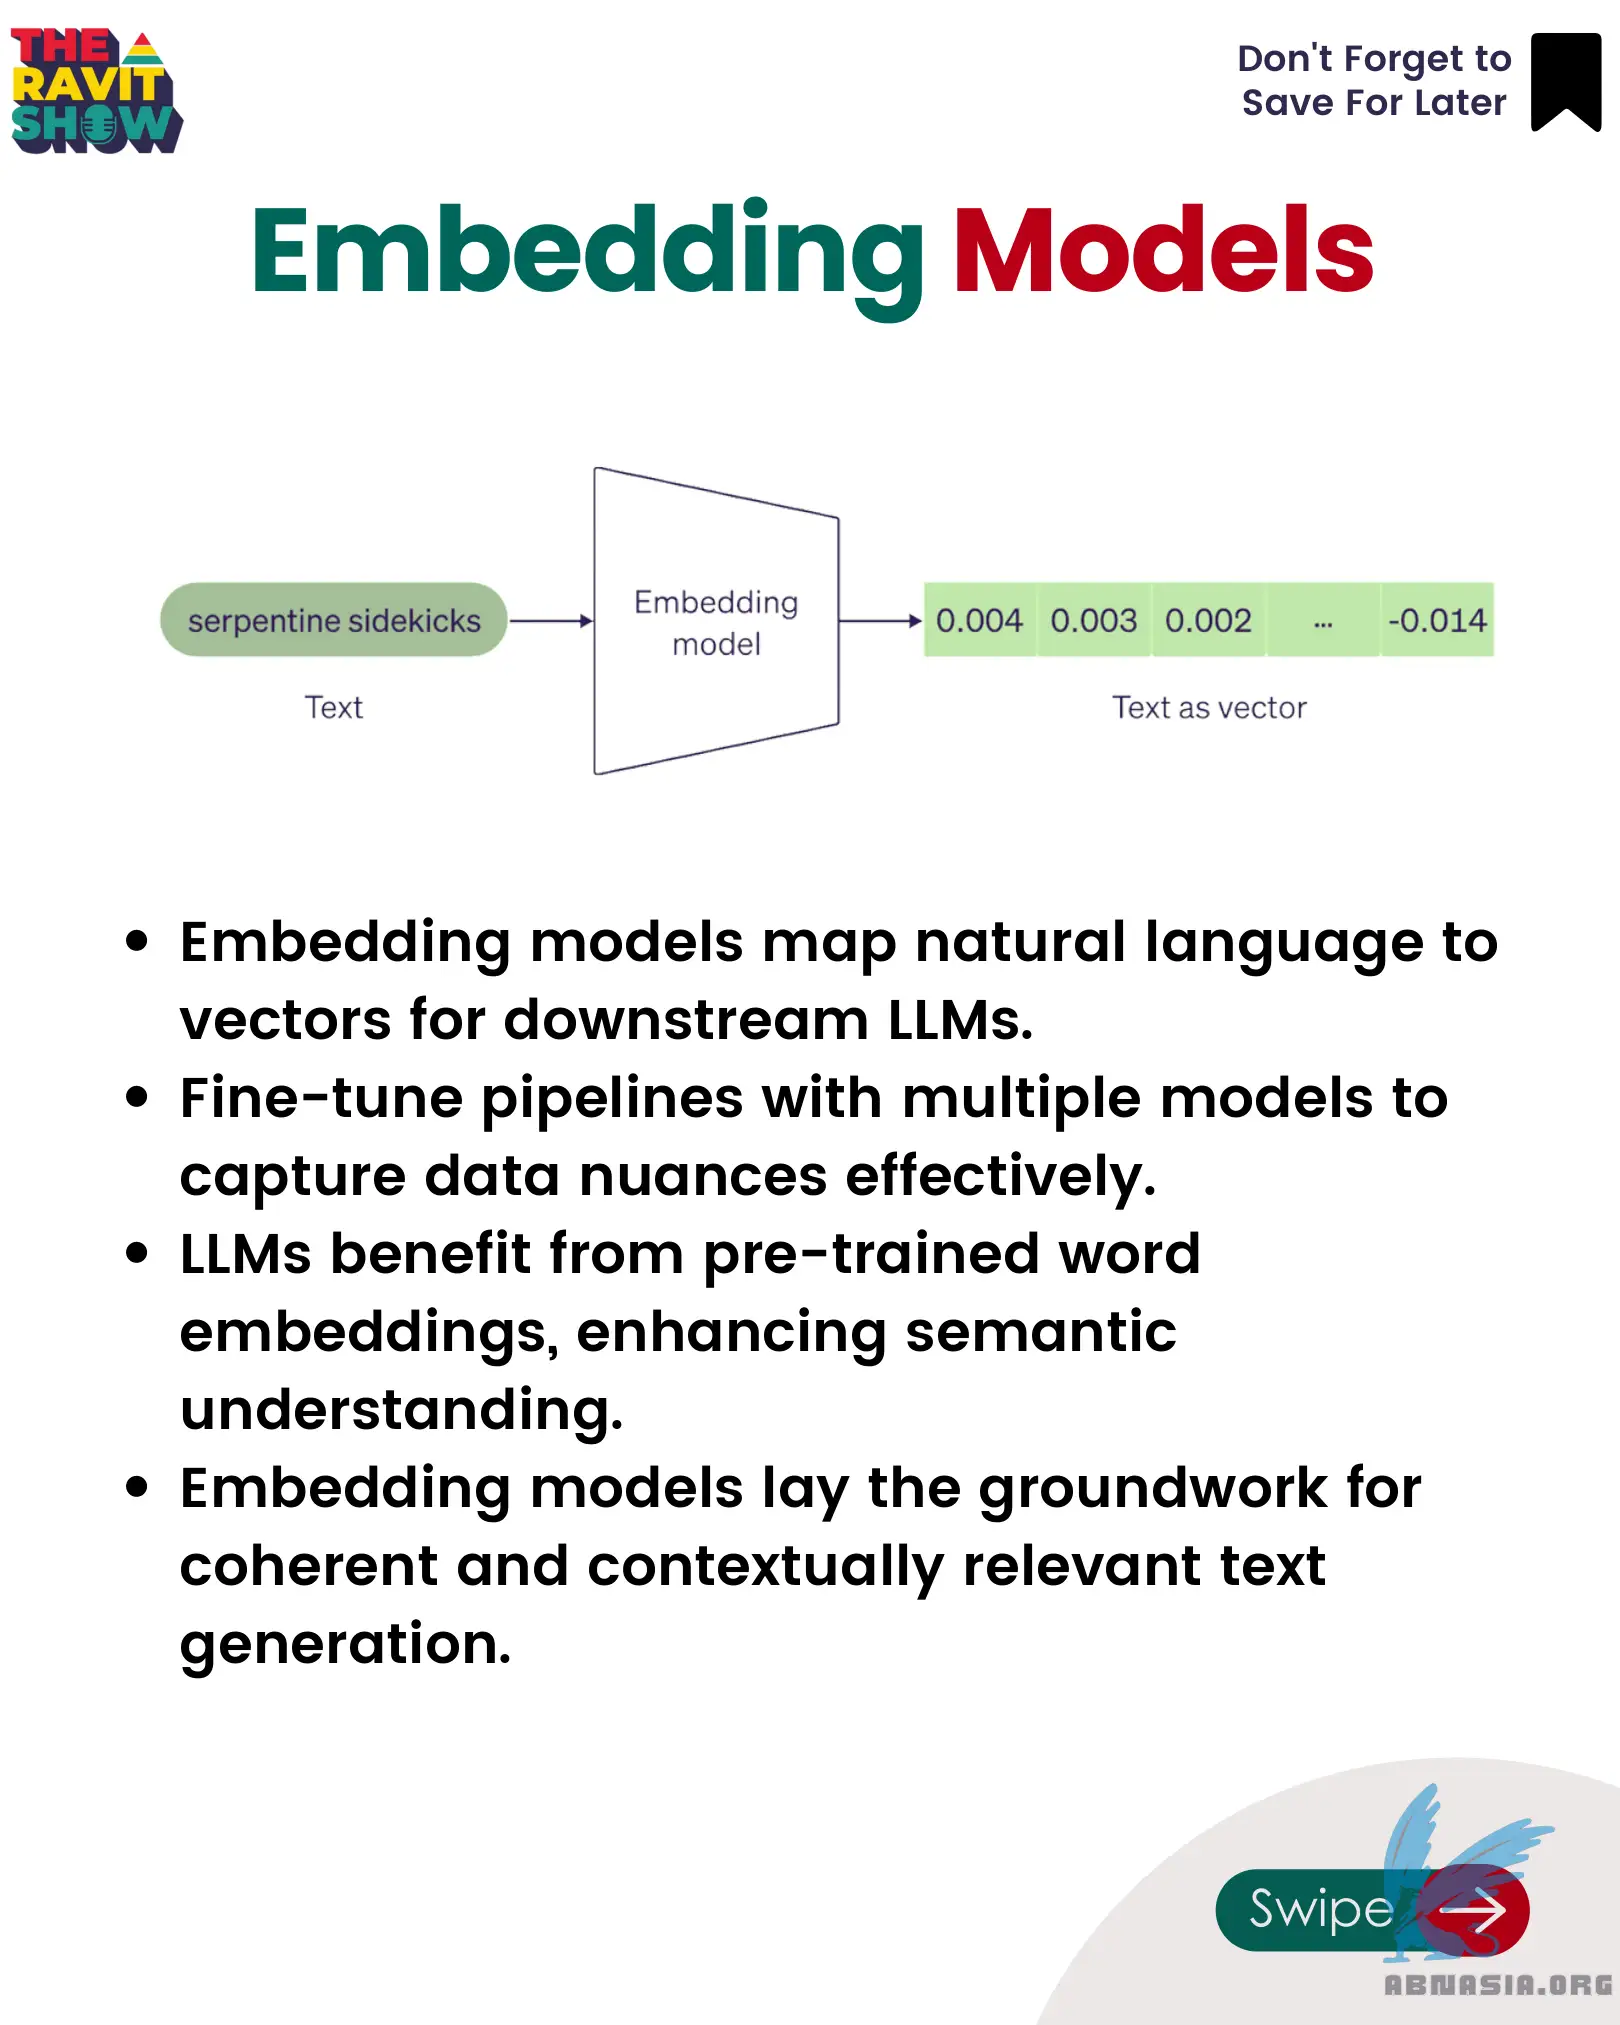 THE
RAVIT
SHOW
Don't Forget to
Save For Later
Embedding Models
serpentine sidekicks
Text
Embedding
model
0.004 0.003 0.002 ... -0.014
Text as vector
• Embedding models map natural language to
vectors for downstream LLMs.
• Fine-tune pipelines with multiple models to
capture data nuances effectively.
• LLMs benefit from pre-trained word
embeddings, enhancing semantic
understanding.
• Embedding models lay the groundwork for
coherent and contextually relevant text
generation.
Swipe
ABNASIA.ORG